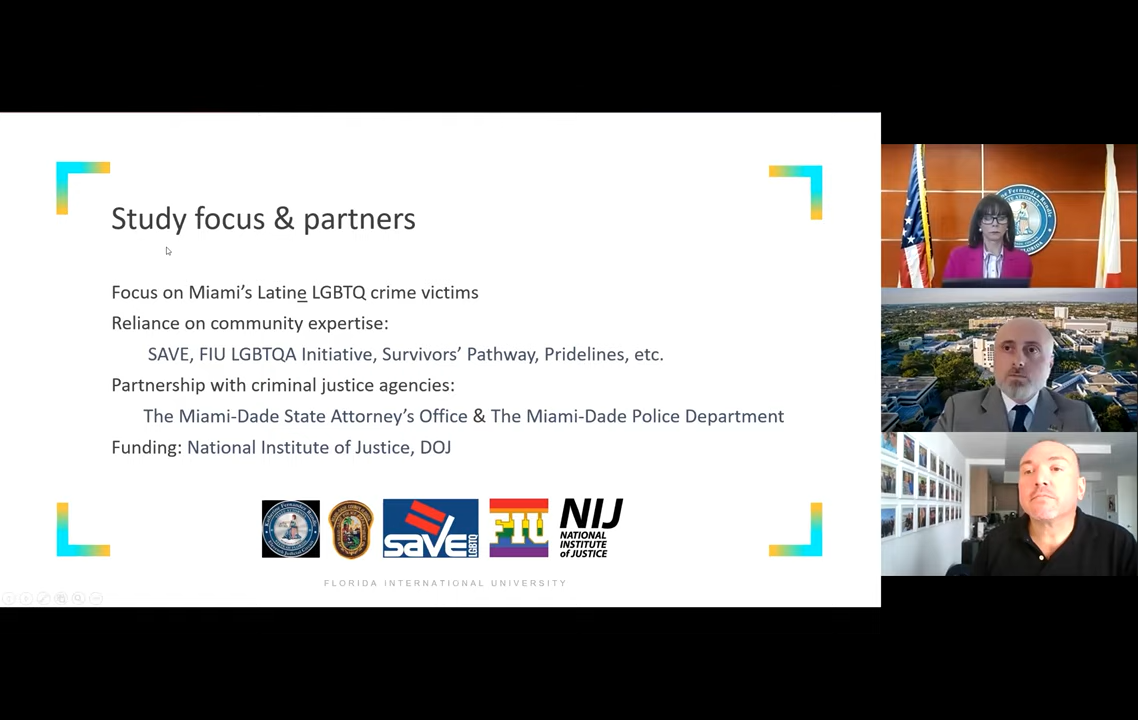 Study focus & partners
Focus on Miami's Latine LGBTQ crime victims
Reliance on community expertise:
SAVE, FIU LGBTQA Initiative, Survivors' Pathway, Pridelines, etc.
Partnership with criminal justice agencies:
The Miami-Dade State Attorney's Office & The Miami-Dade Police Department
Funding: National Institute of Justice, DOJ
save LGBTQ
FIU
NIJ
NATIONAL
INSTITUTE
of JUSTICE
FLORIDA INTERNATIONAL UNIVERSITY